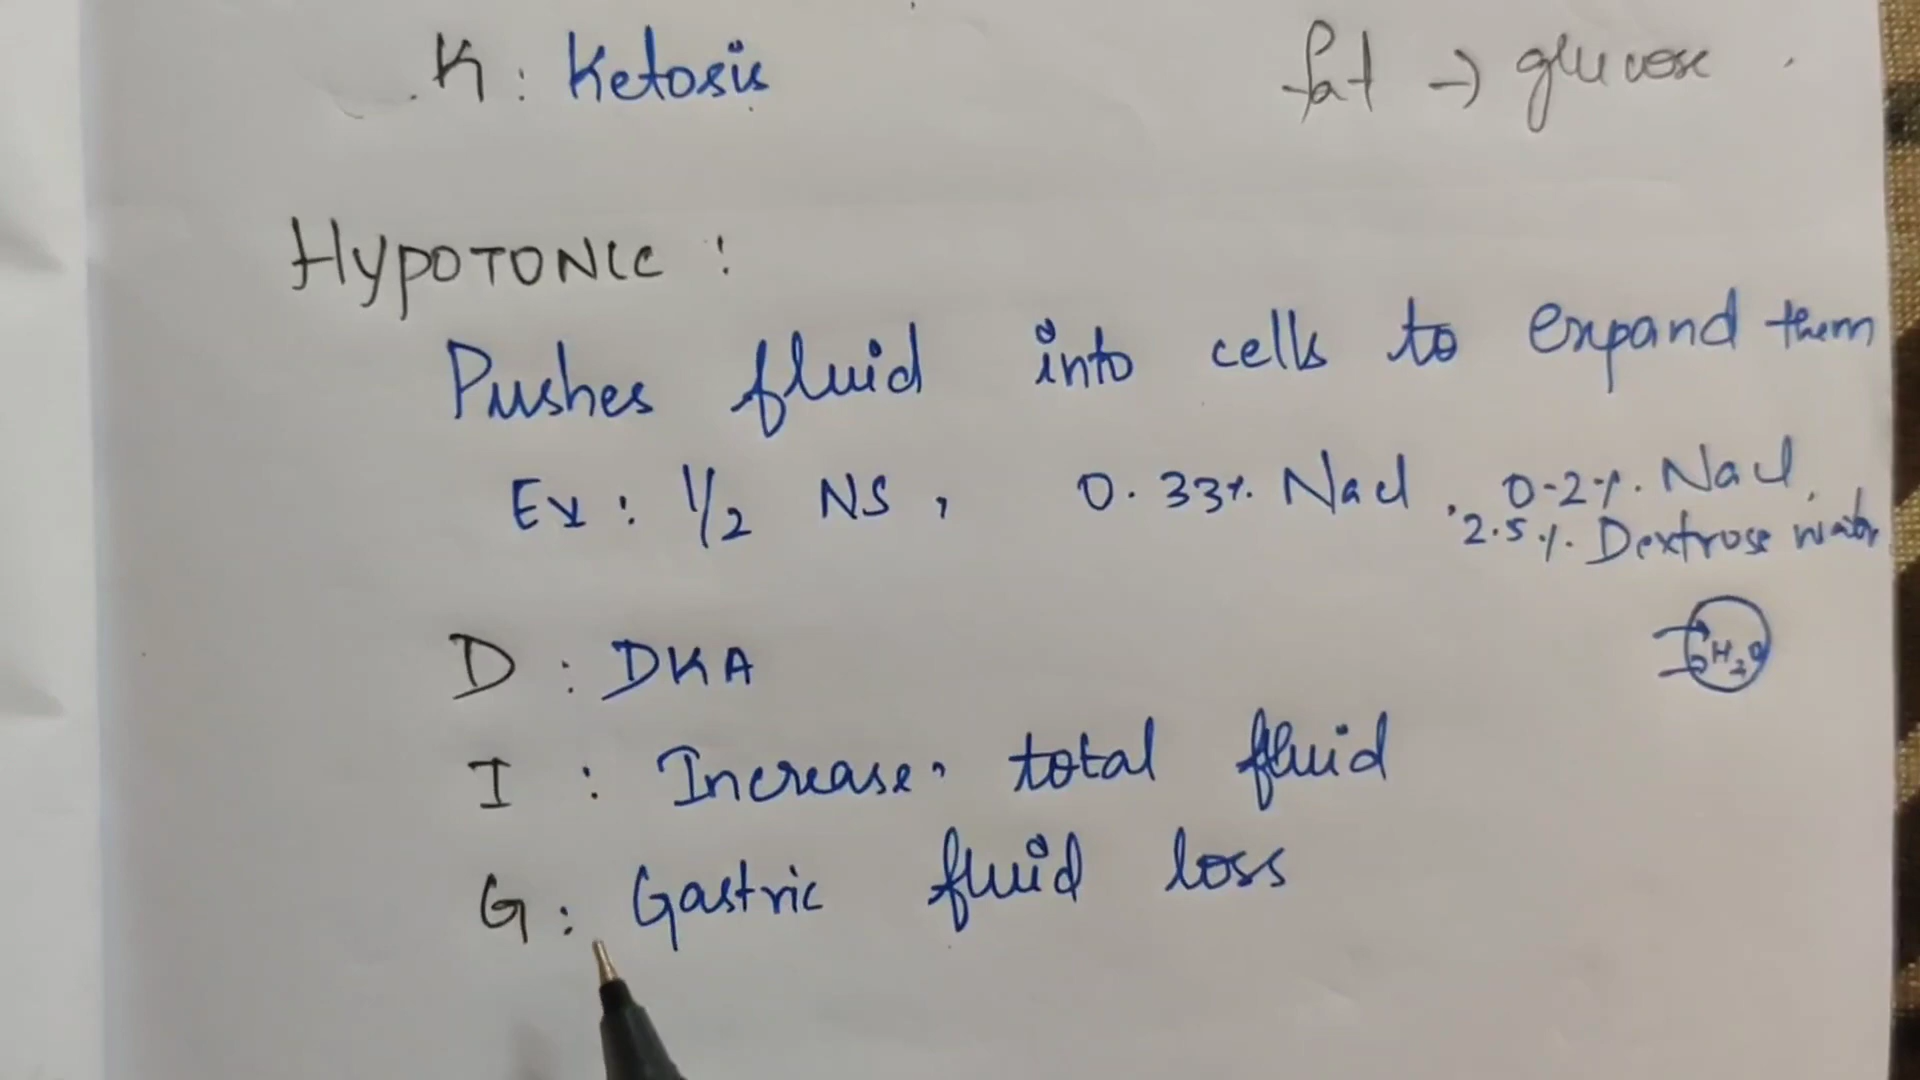 K : Ketosis
fat → glucose
HYPOTONIC :
Pushes fluid into cells to expand them
Ex : 1/2 NS, 0.33%. NaCl, 0.2%. NaCl,
2.5%. Dextrose water
H2O
D : DKA
I : Increase total fluid
G : Gastric fluid loss